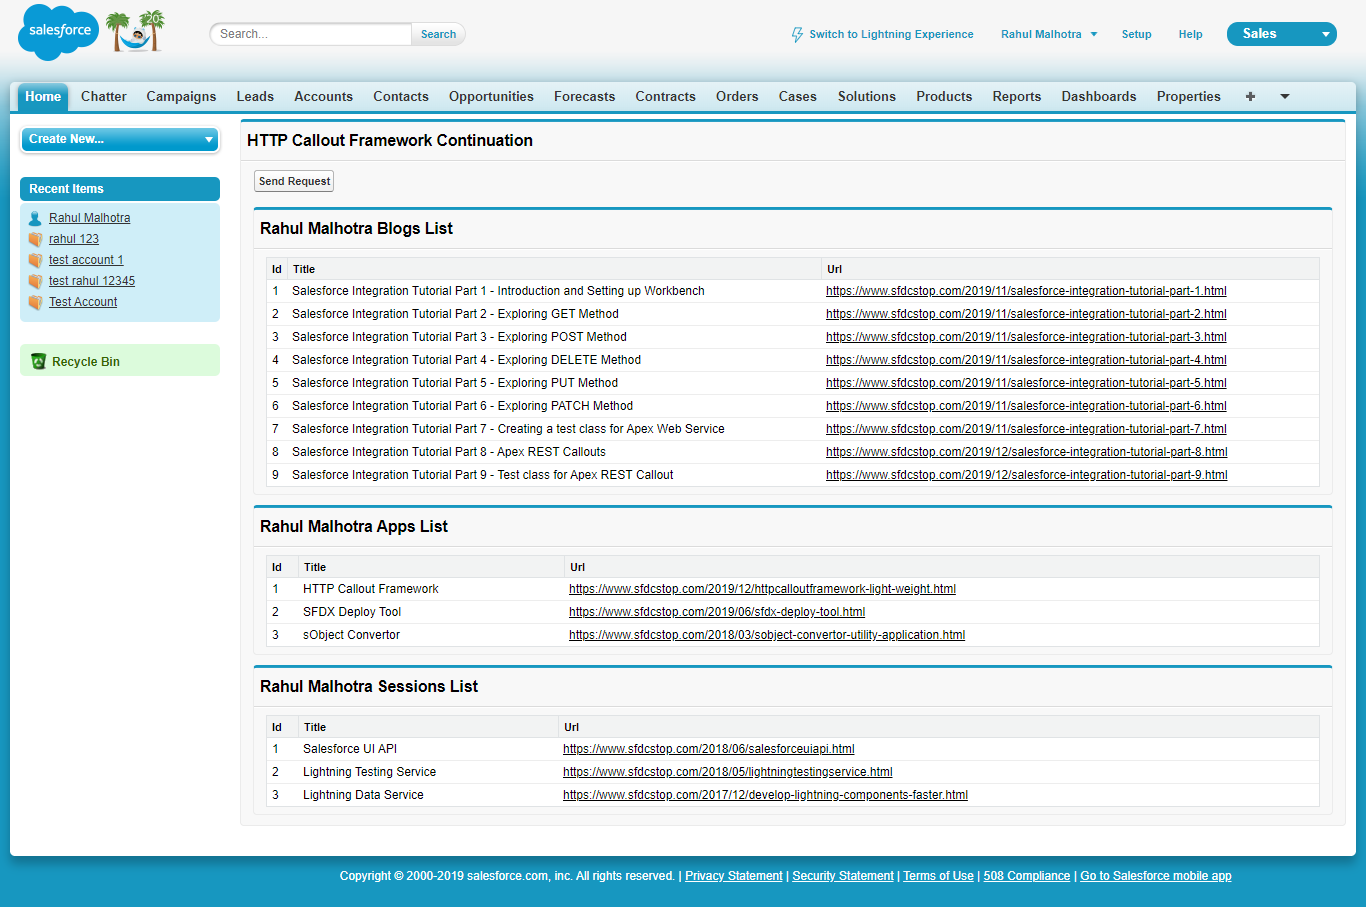 salesforce
20
Search...
Search
Switch to Lightning Experience
Rahul Malhotra
Setup
Help
Sales
Home Chatter Campaigns Leads Accounts Contacts Opportunities Forecasts Contracts Orders Cases Solutions Products Reports Dashboards Properties +
Create New...
Recent Items
Rahul Malhotra
rahul 123
test account 1
test rahul 12345
Test Account
Recycle Bin
HTTP Callout Framework Continuation
Send Request
Rahul Malhotra Blogs List
Id Title Url
1 Salesforce Integration Tutorial Part 1 - Introduction and Setting up Workbench https://www.sfdcstop.com/2019/11/salesforce-integration-tutorial-part-1.html
2 Salesforce Integration Tutorial Part 2 - Exploring GET Method https://www.sfdcstop.com/2019/11/salesforce-integration-tutorial-part-2.html
3 Salesforce Integration Tutorial Part 3 - Exploring POST Method https://www.sfdcstop.com/2019/11/salesforce-integration-tutorial-part-3.html
4 Salesforce Integration Tutorial Part 4 - Exploring DELETE Method https://www.sfdcstop.com/2019/11/salesforce-integration-tutorial-part-4.html
5 Salesforce Integration Tutorial Part 5 - Exploring PUT Method https://www.sfdcstop.com/2019/11/salesforce-integration-tutorial-part-5.html
6 Salesforce Integration Tutorial Part 6 - Exploring PATCH Method https://www.sfdcstop.com/2019/11/salesforce-integration-tutorial-part-6.html
7 Salesforce Integration Tutorial Part 7 - Creating a test class for Apex Web Service https://www.sfdcstop.com/2019/11/salesforce-integration-tutorial-part-7.html
8 Salesforce Integration Tutorial Part 8 - Apex REST Callouts https://www.sfdcstop.com/2019/12/salesforce-integration-tutorial-part-8.html
9 Salesforce Integration Tutorial Part 9 - Test class for Apex REST Callout https://www.sfdcstop.com/2019/12/salesforce-integration-tutorial-part-9.html
Rahul Malhotra Apps List
Id Title Url
1 HTTP Callout Framework https://www.sfdcstop.com/2019/12/httpcalloutframework-light-weight.html
2 SFDX Deploy Tool https://www.sfdcstop.com/2019/06/sfdx-deploy-tool.html
3 sObject Convertor https://www.sfdcstop.com/2018/03/sobject-convertor-utility-application.html
Rahul Malhotra Sessions List
Id Title Url
1 Salesforce UI API https://www.sfdcstop.com/2018/06/salesforceuiapi.html
2 Lightning Testing Service https://www.sfdcstop.com/2018/05/lightningtestingservice.html
3 Lightning Data Service https://www.sfdcstop.com/2017/12/develop-lightning-components-faster.html
Copyright © 2000-2019 salesforce.com, inc. All rights reserved. | Privacy Statement | Security Statement | Terms of Use | 508 Compliance | Go to Salesforce mobile app